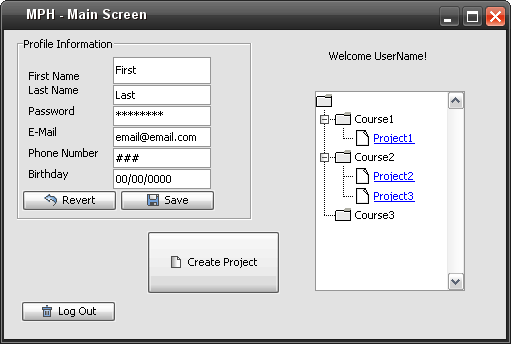 MPH - Main Screen
Profile Information
First Name First
Last Name Last
Password ********
E-Mail email@email.com
Phone Number ###
Birthday 00/00/0000
Revert Save
Create Project
Log Out
Welcome UserName!
Course1
Project1
Course2
Project2
Project3
Course3